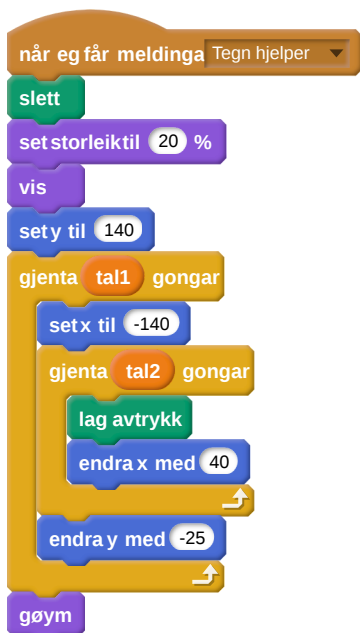 når eg får meldinga Tegn hjelper
slett
set storleik til 20 %
vis
set y til 140
gjenta tal1 gongar
set x til -140
gjenta tal2 gongar
lag avtrykk
endra x med 40
endra y med -25
gøym